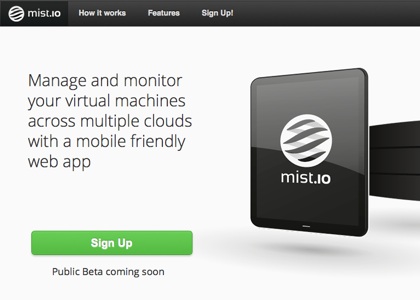 mist.io How it works Features Sign Up!
Manage and monitor
your virtual machines
across multiple clouds
with a mobile friendly
web app
mist.io
Sign Up
Public Beta coming soon